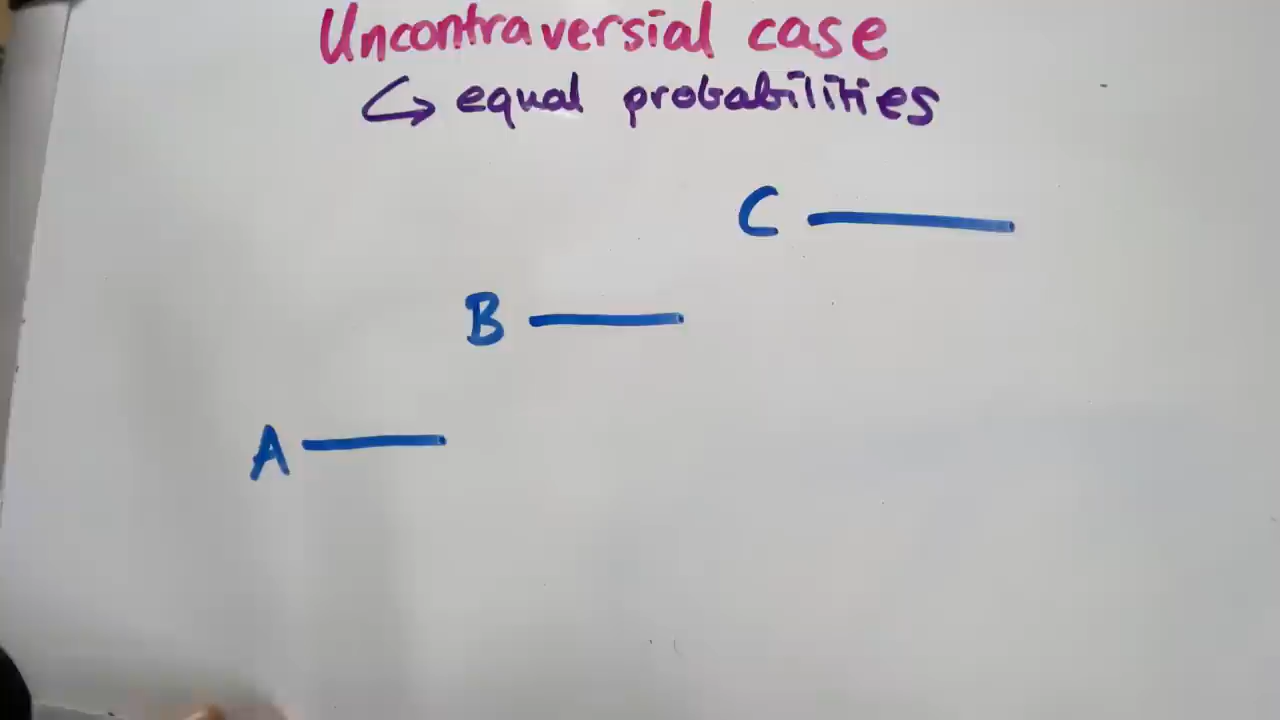 Uncontraversial case
↪ equal probabilities
C
B
A